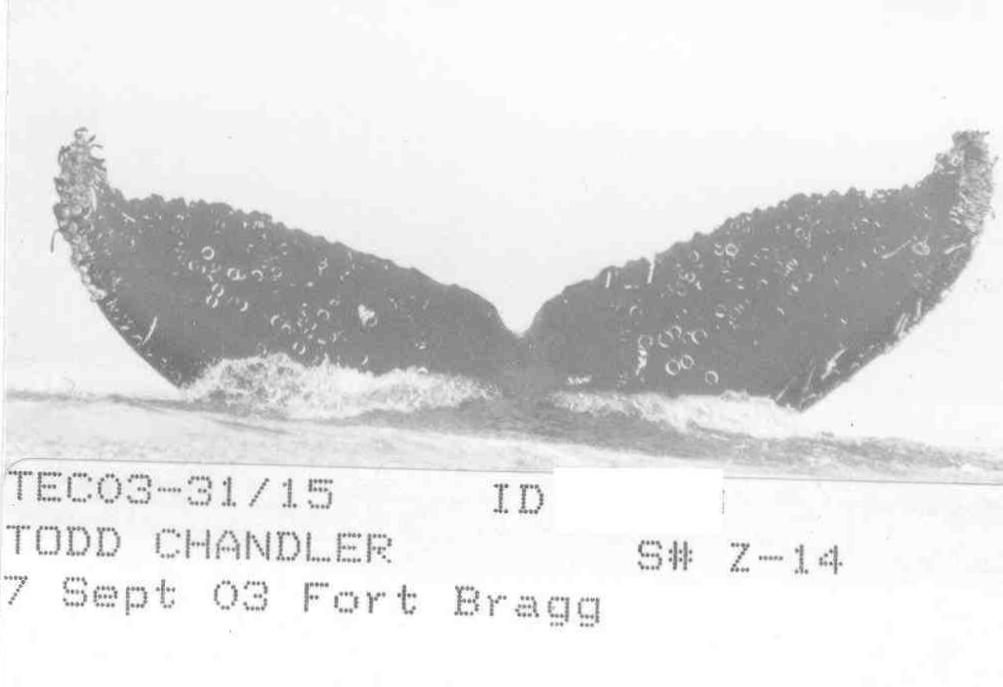 TEC03-31/15 ID
TODD CHANDLER S# Z-14
7 Sept 03 Fort Bragg